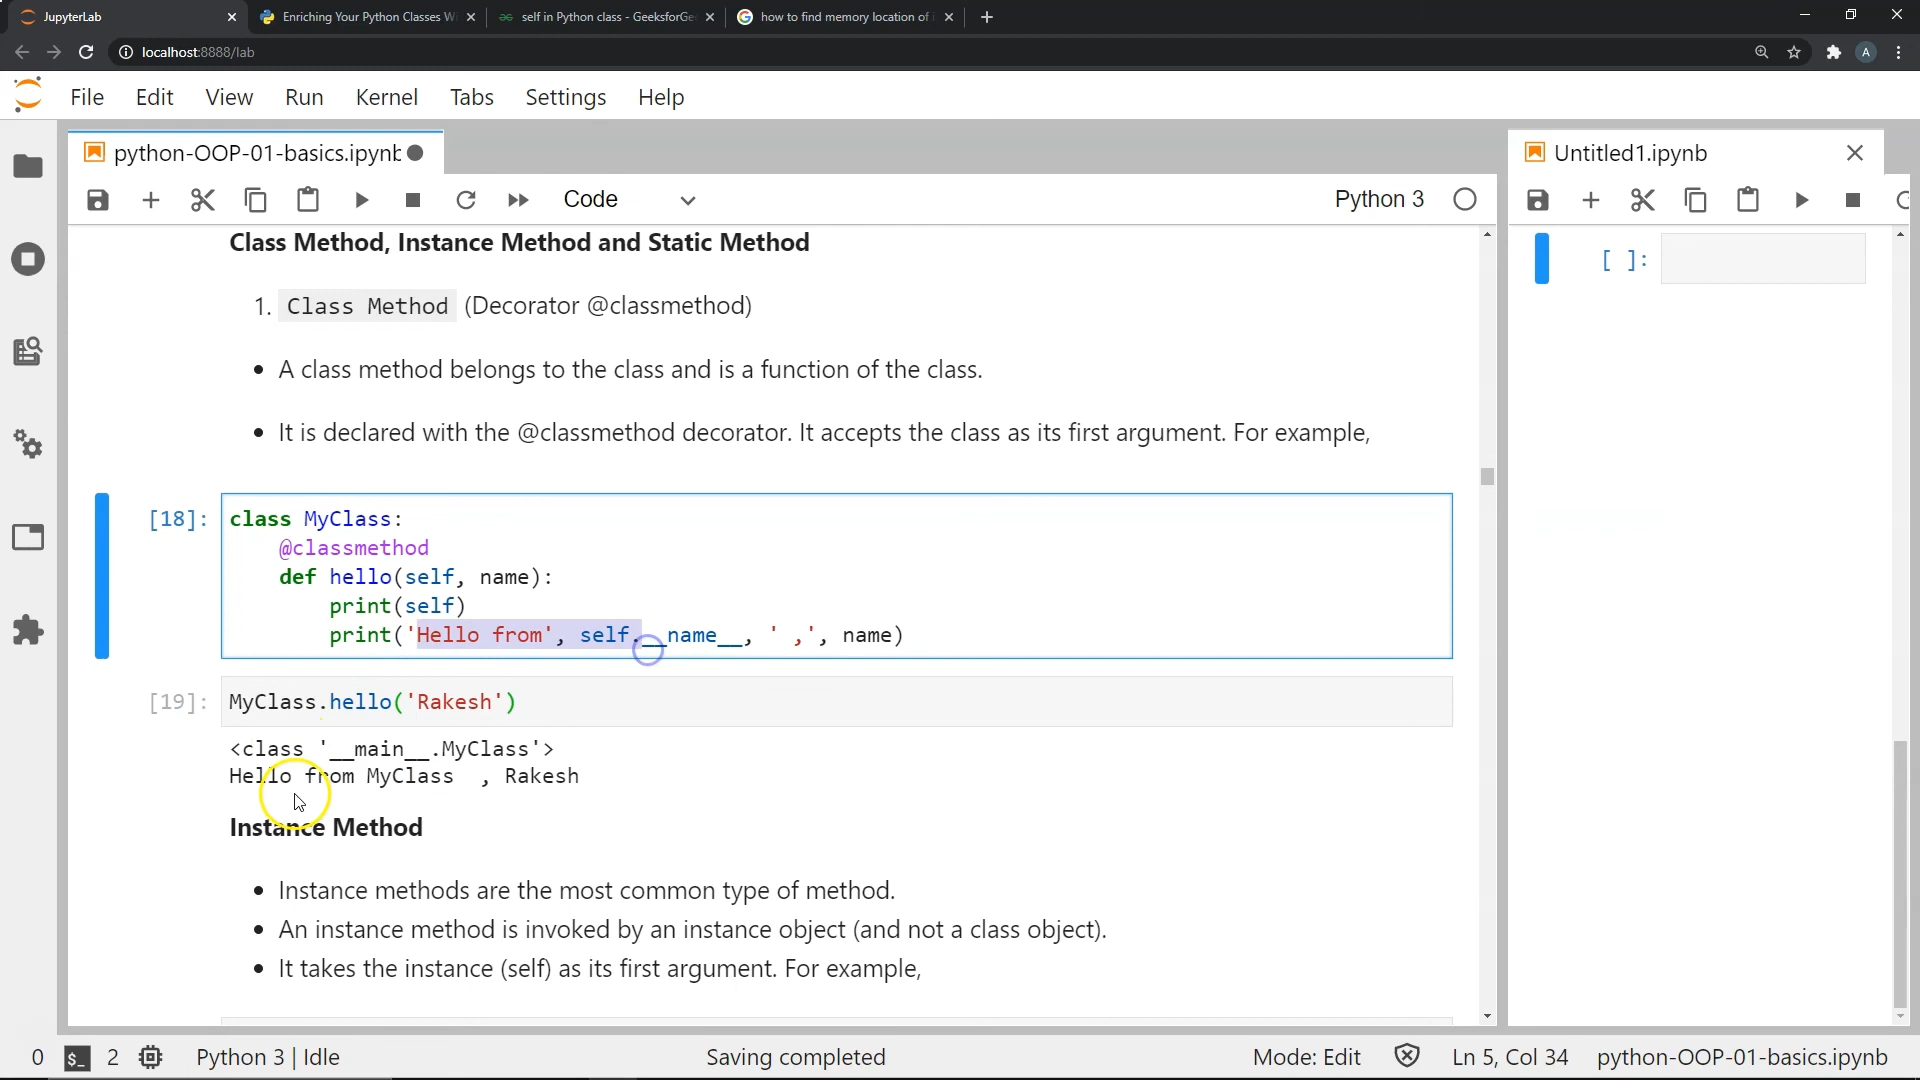 JupyterLab
Enriching Your Python Classes Wi
self in Python class - GeeksforGe
how to find memory location of i
localhost:8888/lab
A
File Edit View Run Kernel Tabs Settings Help
python-OOP-01-basics.ipynb
Untitled1.ipynb
Code
Python 3
[ ]:
Class Method, Instance Method and Static Method
1. Class Method (Decorator @classmethod)
• A class method belongs to the class and is a function of the class.
• It is declared with the @classmethod decorator. It accepts the class as its first argument. For example,
[18]: class MyClass:
@classmethod
def hello(self, name):
print(self)
print('Hello from', self.__name__, ' ,', name)
[19]: MyClass.hello('Rakesh')
<class '__main__.MyClass'>
Hello from MyClass  , Rakesh
Instance Method
• Instance methods are the most common type of method.
• An instance method is invoked by an instance object (and not a class object).
• It takes the instance (self) as its first argument. For example,
0 $_ 2 Python 3 | Idle Saving completed Mode: Edit Ln 5, Col 34 python-OOP-01-basics.ipynb